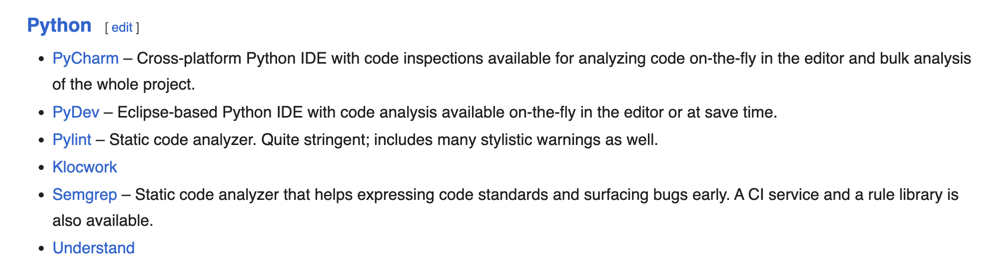 Python [ edit ]
• PyCharm – Cross-platform Python IDE with code inspections available for analyzing code on-the-fly in the editor and bulk analysis
of the whole project.
• PyDev – Eclipse-based Python IDE with code analysis available on-the-fly in the editor or at save time.
• Pylint – Static code analyzer. Quite stringent; includes many stylistic warnings as well.
• Klocwork
• Semgrep – Static code analyzer that helps expressing code standards and surfacing bugs early. A CI service and a rule library is
also available.
• Understand